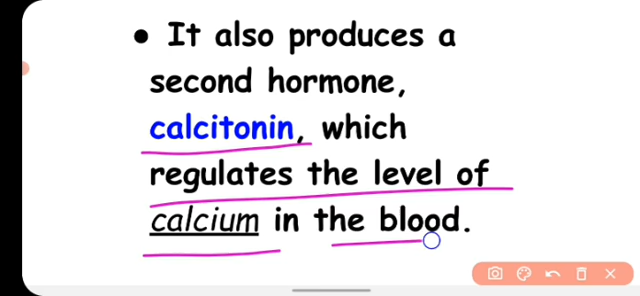 • It also produces a
second hormone,
calcitonin, which
regulates the level of
calcium in the blood.